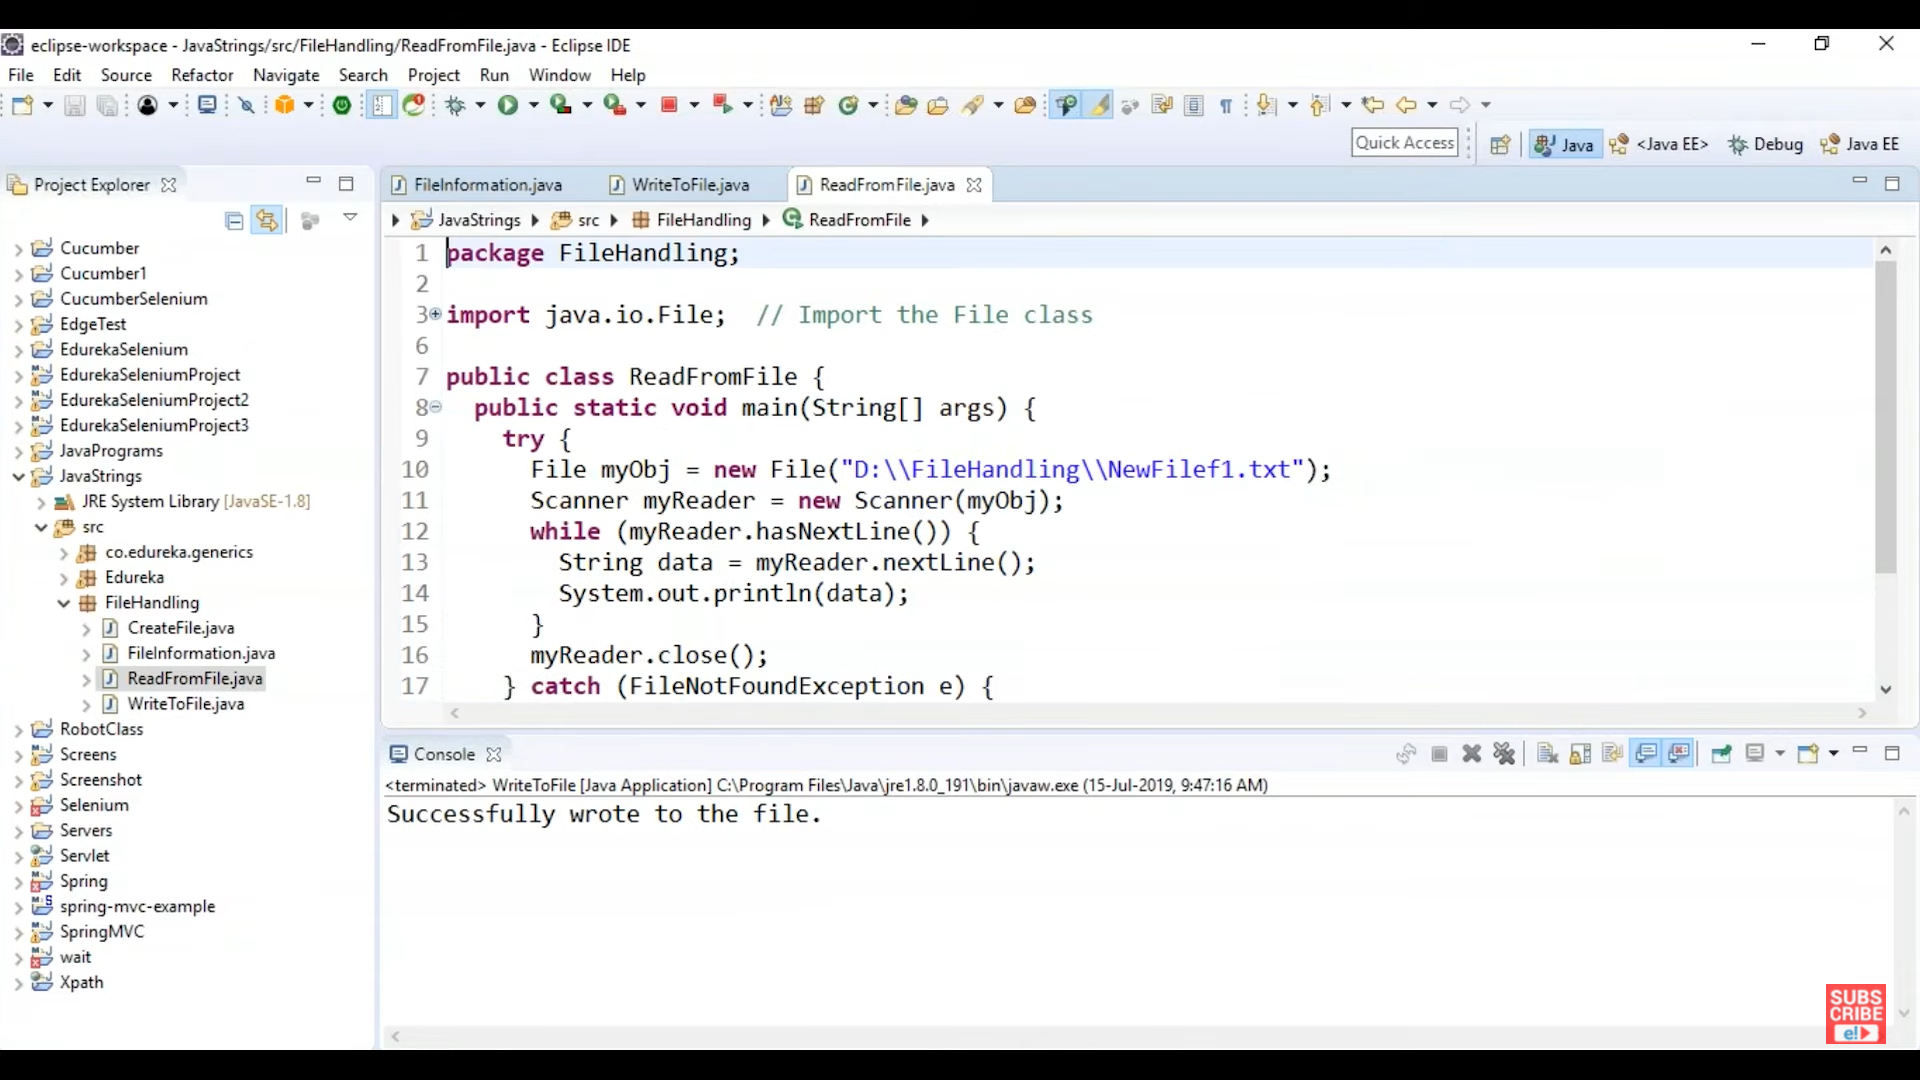 eclipse-workspace - JavaStrings/src/FileHandling/ReadFromFile.java - Eclipse IDE
File Edit Source Refactor Navigate Search Project Run Window Help
Quick Access Java <Java EE> Debug Java EE
Project Explorer
Cucumber
Cucumber1
CucumberSelenium
EdgeTest
EdurekaSelenium
EdurekaSeleniumProject
EdurekaSeleniumProject2
EdurekaSeleniumProject3
JavaPrograms
JavaStrings
JRE System Library [JavaSE-1.8]
src
co.edureka.generics
Edureka
FileHandling
CreateFile.java
FileInformation.java
ReadFromFile.java
WriteToFile.java
RobotClass
Screens
Screenshot
Selenium
Servers
Servlet
Spring
spring-mvc-example
SpringMVC
wait
Xpath
FileInformation.java WriteToFile.java ReadFromFile.java
JavaStrings src FileHandling ReadFromFile
1 package FileHandling;
2
3 import java.io.File;  // Import the File class
6
7 public class ReadFromFile {
8 public static void main(String[] args) {
9 try {
10 File myObj = new File("D:\\FileHandling\\NewFilef1.txt");
11 Scanner myReader = new Scanner(myObj);
12 while (myReader.hasNextLine()) {
13 String data = myReader.nextLine();
14 System.out.println(data);
15 }
16 myReader.close();
17 } catch (FileNotFoundException e) {
Console
<terminated> WriteToFile [Java Application] C:\Program Files\Java\jre1.8.0_191\bin\javaw.exe (15-Jul-2019, 9:47:16 AM)
Successfully wrote to the file.
SUBS
CRIBE
e!